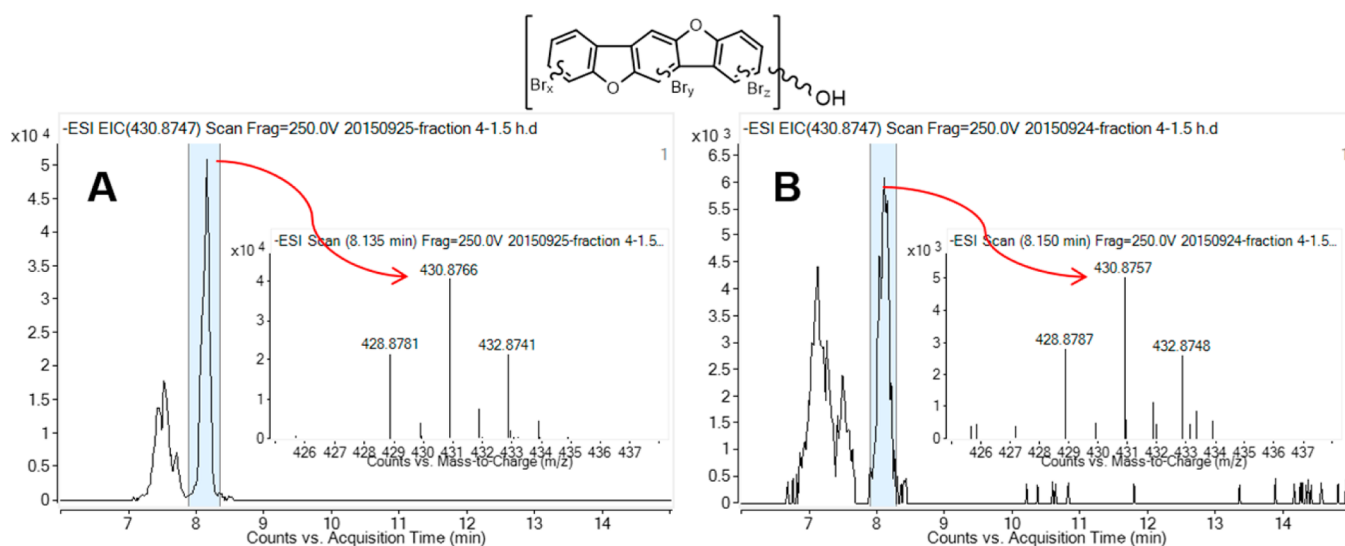 O
O
Brx
Bry
Brz
OH
-ESI EIC(430.8747) Scan Frag=250.0V 20150925-fraction 4-1.5 h.d
x10 4
1
A
5
4.5
4
3.5
3
2.5
2
1.5
1
0.5
0
-ESI Scan (8.135 min) Frag=250.0V 20150925-fraction 4-1.5...
x10 4
430.8766
428.8781
432.8741
4
3
2
1
0
426 427 428 429 430 431 432 433 434 435 436 437
Counts vs. Mass-to-Charge (m/z)
7 8 9 10 11 12 13 14
Counts vs. Acquisition Time (min)
-ESI EIC(430.8747) Scan Frag=250.0V 20150924-fraction 4-1.5 h.d
x10 3
1
B
6.5
6
5.5
5
4.5
4
3.5
3
2.5
2
1.5
1
0.5
0
-ESI Scan (8.150 min) Frag=250.0V 20150924-fraction 4-1.5...
x10 3
430.8757
428.8787
432.8748
5
4
3
2
1
0
426 427 428 429 430 431 432 433 434 435 436 437
Counts vs. Mass-to-Charge (m/z)
7 8 9 10 11 12 13 14
Counts vs. Acquisition Time (min)